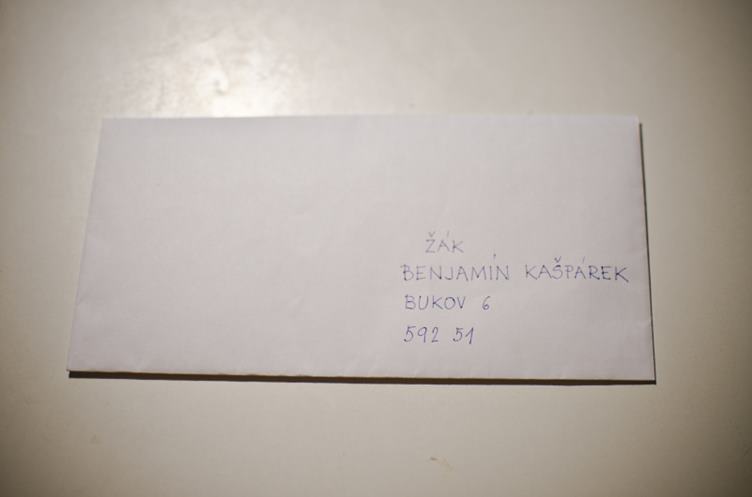 ŽÁK
BENJAMÍN KAŠPÁREK
BUKOV 6
592 51